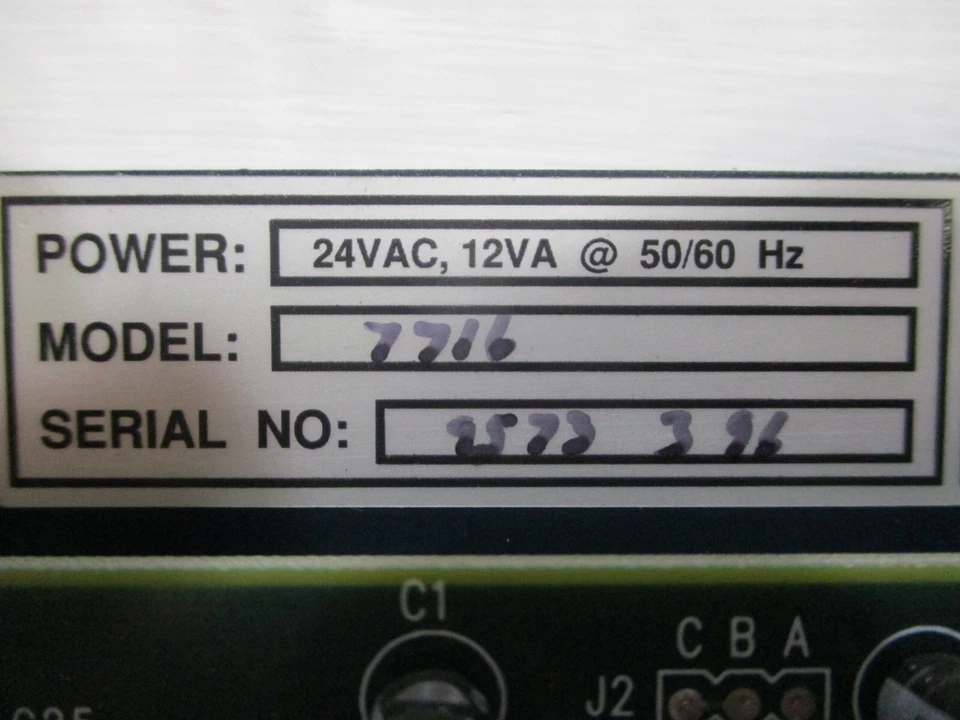 POWER: 24VAC, 12VA @ 50/60 Hz
MODEL: 7716
SERIAL NO: 2573 3 96
C1
C B A
J2